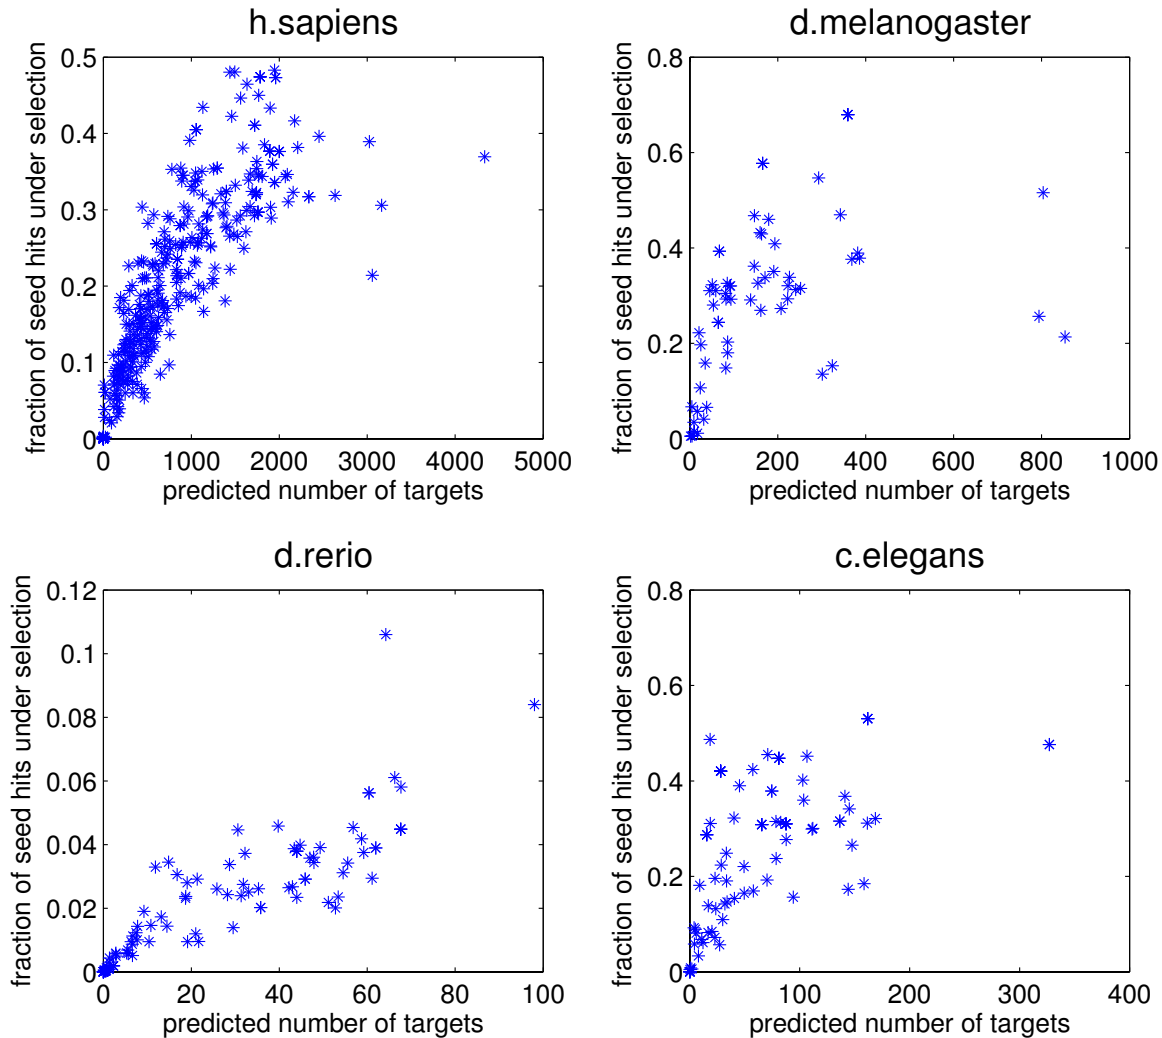 h.sapiens
fraction of seed hits under selection
0.5
0.4
0.3
0.2
0.1
0
0 1000 2000 3000 4000 5000
predicted number of targets
d.melanogaster
fraction of seed hits under selection
0.8
0.6
0.4
0.2
0
0 200 400 600 800 1000
predicted number of targets
d.rerio
fraction of seed hits under selection
0.12
0.1
0.08
0.06
0.04
0.02
0
0 20 40 60 80 100
predicted number of targets
c.elegans
fraction of seed hits under selection
0.8
0.6
0.4
0.2
0
0 100 200 300 400
predicted number of targets